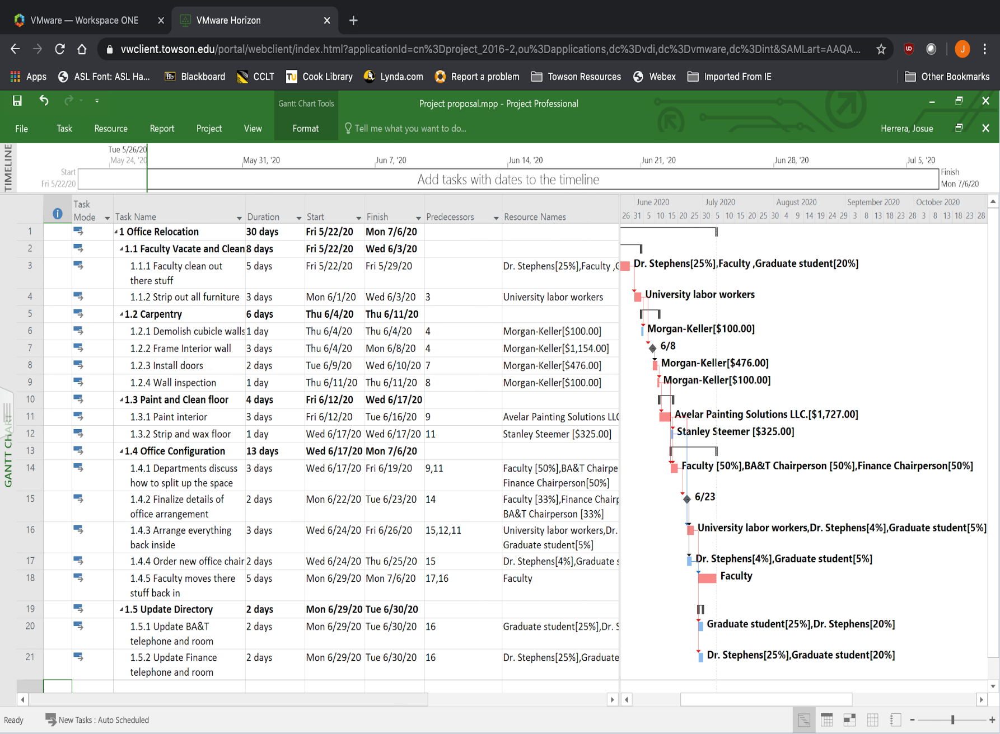 VMware — Workspace ONE
VMware Horizon
vwclient.towson.edu/portal/webclient/index.html?applicationId=cn%3Dproject_2016-2,ou%3Dapplications,dc%3Dvdi,dc%3Dvmware,dc%3Dint&SAMLart=AAQA...
J
Apps ASL Font: ASL Ha... Blackboard CCLT Cook Library Lynda.com Report a problem Towson Resources Webex Imported From IE Other Bookmarks
Gantt Chart Tools Project proposal.mpp - Project Professional
File Task Resource Report Project View Format Tell me what you want to do... Herrera, Josue
TIMELINE
Tue 5/26/20
May 24, '20 May 31, '20 Jun 7, '20 Jun 14, '20 Jun 21, '20 Jun 28, '20 Jul 5, '20
Start
Fri 5/22/20
Add tasks with dates to the timeline
Finish
Mon 7/6/20
GANTT CHART
Task Mode Task Name Duration Start Finish Predecessors Resource Names
1 1 Office Relocation 30 days Fri 5/22/20 Mon 7/6/20
2 1.1 Faculty Vacate and Clean 8 days Fri 5/22/20 Wed 6/3/20
3 1.1.1 Faculty clean out 5 days Fri 5/22/20 Fri 5/29/20 Dr. Stephens[25%],Faculty ,G
there stuff
4 1.1.2 Strip out all furniture 3 days Mon 6/1/20 Wed 6/3/20 3 University labor workers
5 1.2 Carpentry 6 days Thu 6/4/20 Thu 6/11/20
6 1.2.1 Demolish cubicle walls 1 day Thu 6/4/20 Thu 6/4/20 4 Morgan-Keller[$100.00]
7 1.2.2 Frame Interior wall 3 days Thu 6/4/20 Mon 6/8/20 4 Morgan-Keller[$1,154.00]
8 1.2.3 Install doors 2 days Tue 6/9/20 Wed 6/10/20 7 Morgan-Keller[$476.00]
9 1.2.4 Wall inspection 1 day Thu 6/11/20 Thu 6/11/20 8 Morgan-Keller[$100.00]
10 1.3 Paint and Clean floor 4 days Fri 6/12/20 Wed 6/17/20
11 1.3.1 Paint interior 3 days Fri 6/12/20 Tue 6/16/20 9 Avelar Painting Solutions LLC
12 1.3.2 Strip and wax floor 1 day Wed 6/17/20 Wed 6/17/20 11 Stanley Steemer [$325.00]
13 1.4 Office Configuration 13 days Wed 6/17/20 Mon 7/6/20
14 1.4.1 Departments discuss 3 days Wed 6/17/20 Fri 6/19/20 9,11 Faculty [50%],BA&T Chairpe
how to split up the space Finance Chairperson[50%]
15 1.4.2 Finalize details of 2 days Mon 6/22/20 Tue 6/23/20 14 Faculty [33%],Finance Chairp
office arrangement BA&T Chairperson [33%]
16 1.4.3 Arrange everything 3 days Wed 6/24/20 Fri 6/26/20 15,12,11 University labor workers,Dr.
back inside Graduate student[5%]
17 1.4.4 Order new office chair 2 days Wed 6/24/20 Thu 6/25/20 15 Dr. Stephens[4%],Graduate s
18 1.4.5 Faculty moves there 5 days Mon 6/29/20 Mon 7/6/20 17,16 Faculty
stuff back in
19 1.5 Update Directory 2 days Mon 6/29/20 Tue 6/30/20
20 1.5.1 Update BA&T 2 days Mon 6/29/20 Tue 6/30/20 16 Graduate student[25%],Dr. S
telephone and room
21 1.5.2 Update Finance 2 days Mon 6/29/20 Tue 6/30/20 16 Dr. Stephens[25%],Graduate
telephone and room
June 2020 July 2020 August 2020 September 2020 October 2020
26 31 5 10 15 20 25 30 5 10 15 20 25 30 4 9 14 19 24 29 3 8 13 18 23 28 3 8 13 18 23 28
Dr. Stephens[25%],Faculty ,Graduate student[20%]
University labor workers
Morgan-Keller[$100.00]
6/8
Morgan-Keller[$476.00]
Morgan-Keller[$100.00]
Avelar Painting Solutions LLC.[$1,727.00]
Stanley Steemer [$325.00]
Faculty [50%],BA&T Chairperson [50%],Finance Chairperson[50%]
6/23
University labor workers,Dr. Stephens[4%],Graduate student[5%]
Dr. Stephens[4%],Graduate student[5%]
Faculty
Graduate student[25%],Dr. Stephens[20%]
Dr. Stephens[25%],Graduate student[20%]
Ready New Tasks : Auto Scheduled